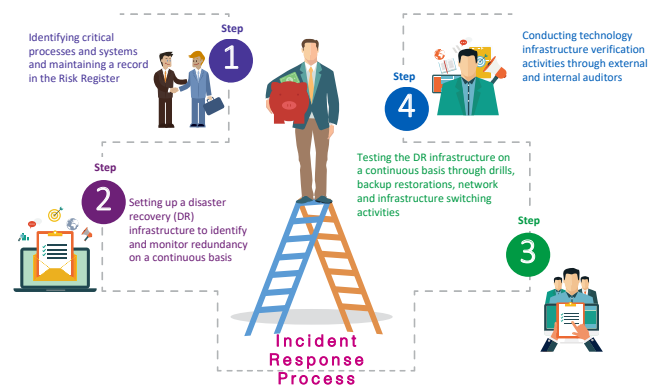 Step
1
Identifying critical
processes and systems
and maintaining a record
in the Risk Register
Step
2
Setting up a disaster
recovery (DR)
infrastructure to identify
and monitor redundancy
on a continuous basis
Step
3
Testing the DR infrastructure on
a continuous basis through drills,
backup restorations, network
and infrastructure switching
activities
Step
4
Conducting technology
infrastructure verification
activities through external
and internal auditors
Incident
Response
Process